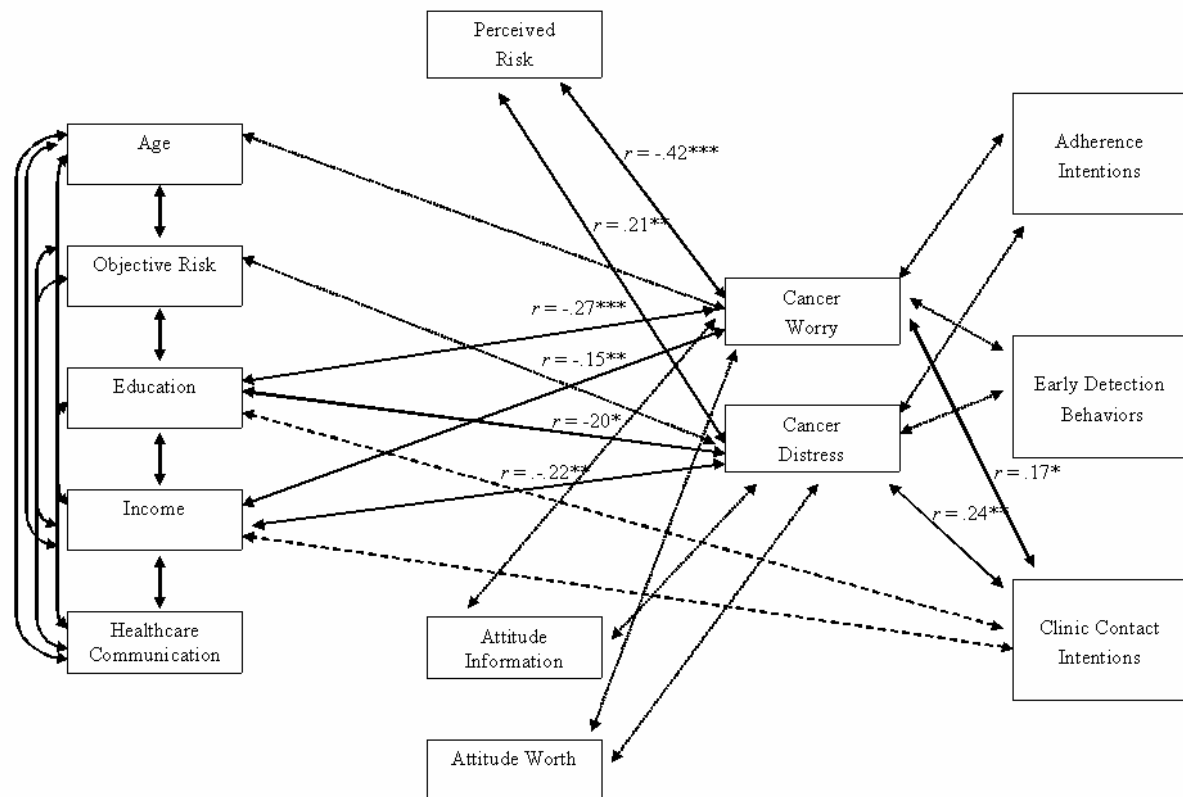 Perceived
Risk
Age
Adherence
Intentions
r = -.42***
r = .21**
Objective Risk
Cancer
Worry
r = -.27***
r = -.15**
Education
Early Detection
Behaviors
Cancer
Distress
r = -20*
r = .-.22**
r = .17*
Income
r = .24**
Healthcare
Communication
Attitude
Information
Clinic Contact
Intentions
Attitude Worth